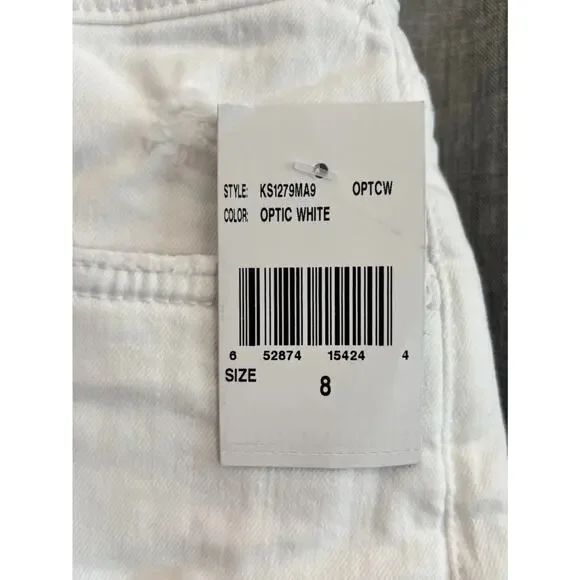 STYLE: KS1279MA9 OPTCW
COLOR: OPTIC WHITE
6 52874 15424 4
SIZE 8